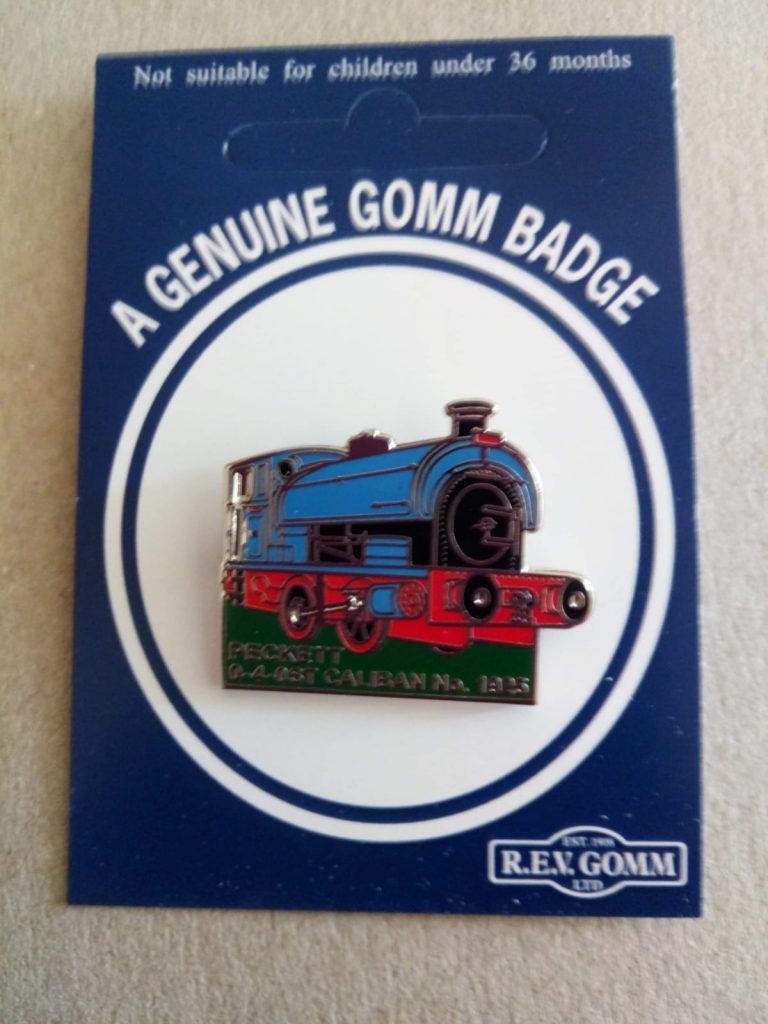 Not suitable for children under 36 months
A GENUINE GOMM BADGE
PECKETT
0-4-0ST CALIBAN No. 1925
EST. 1908
R.E.V. GOMM
LTD